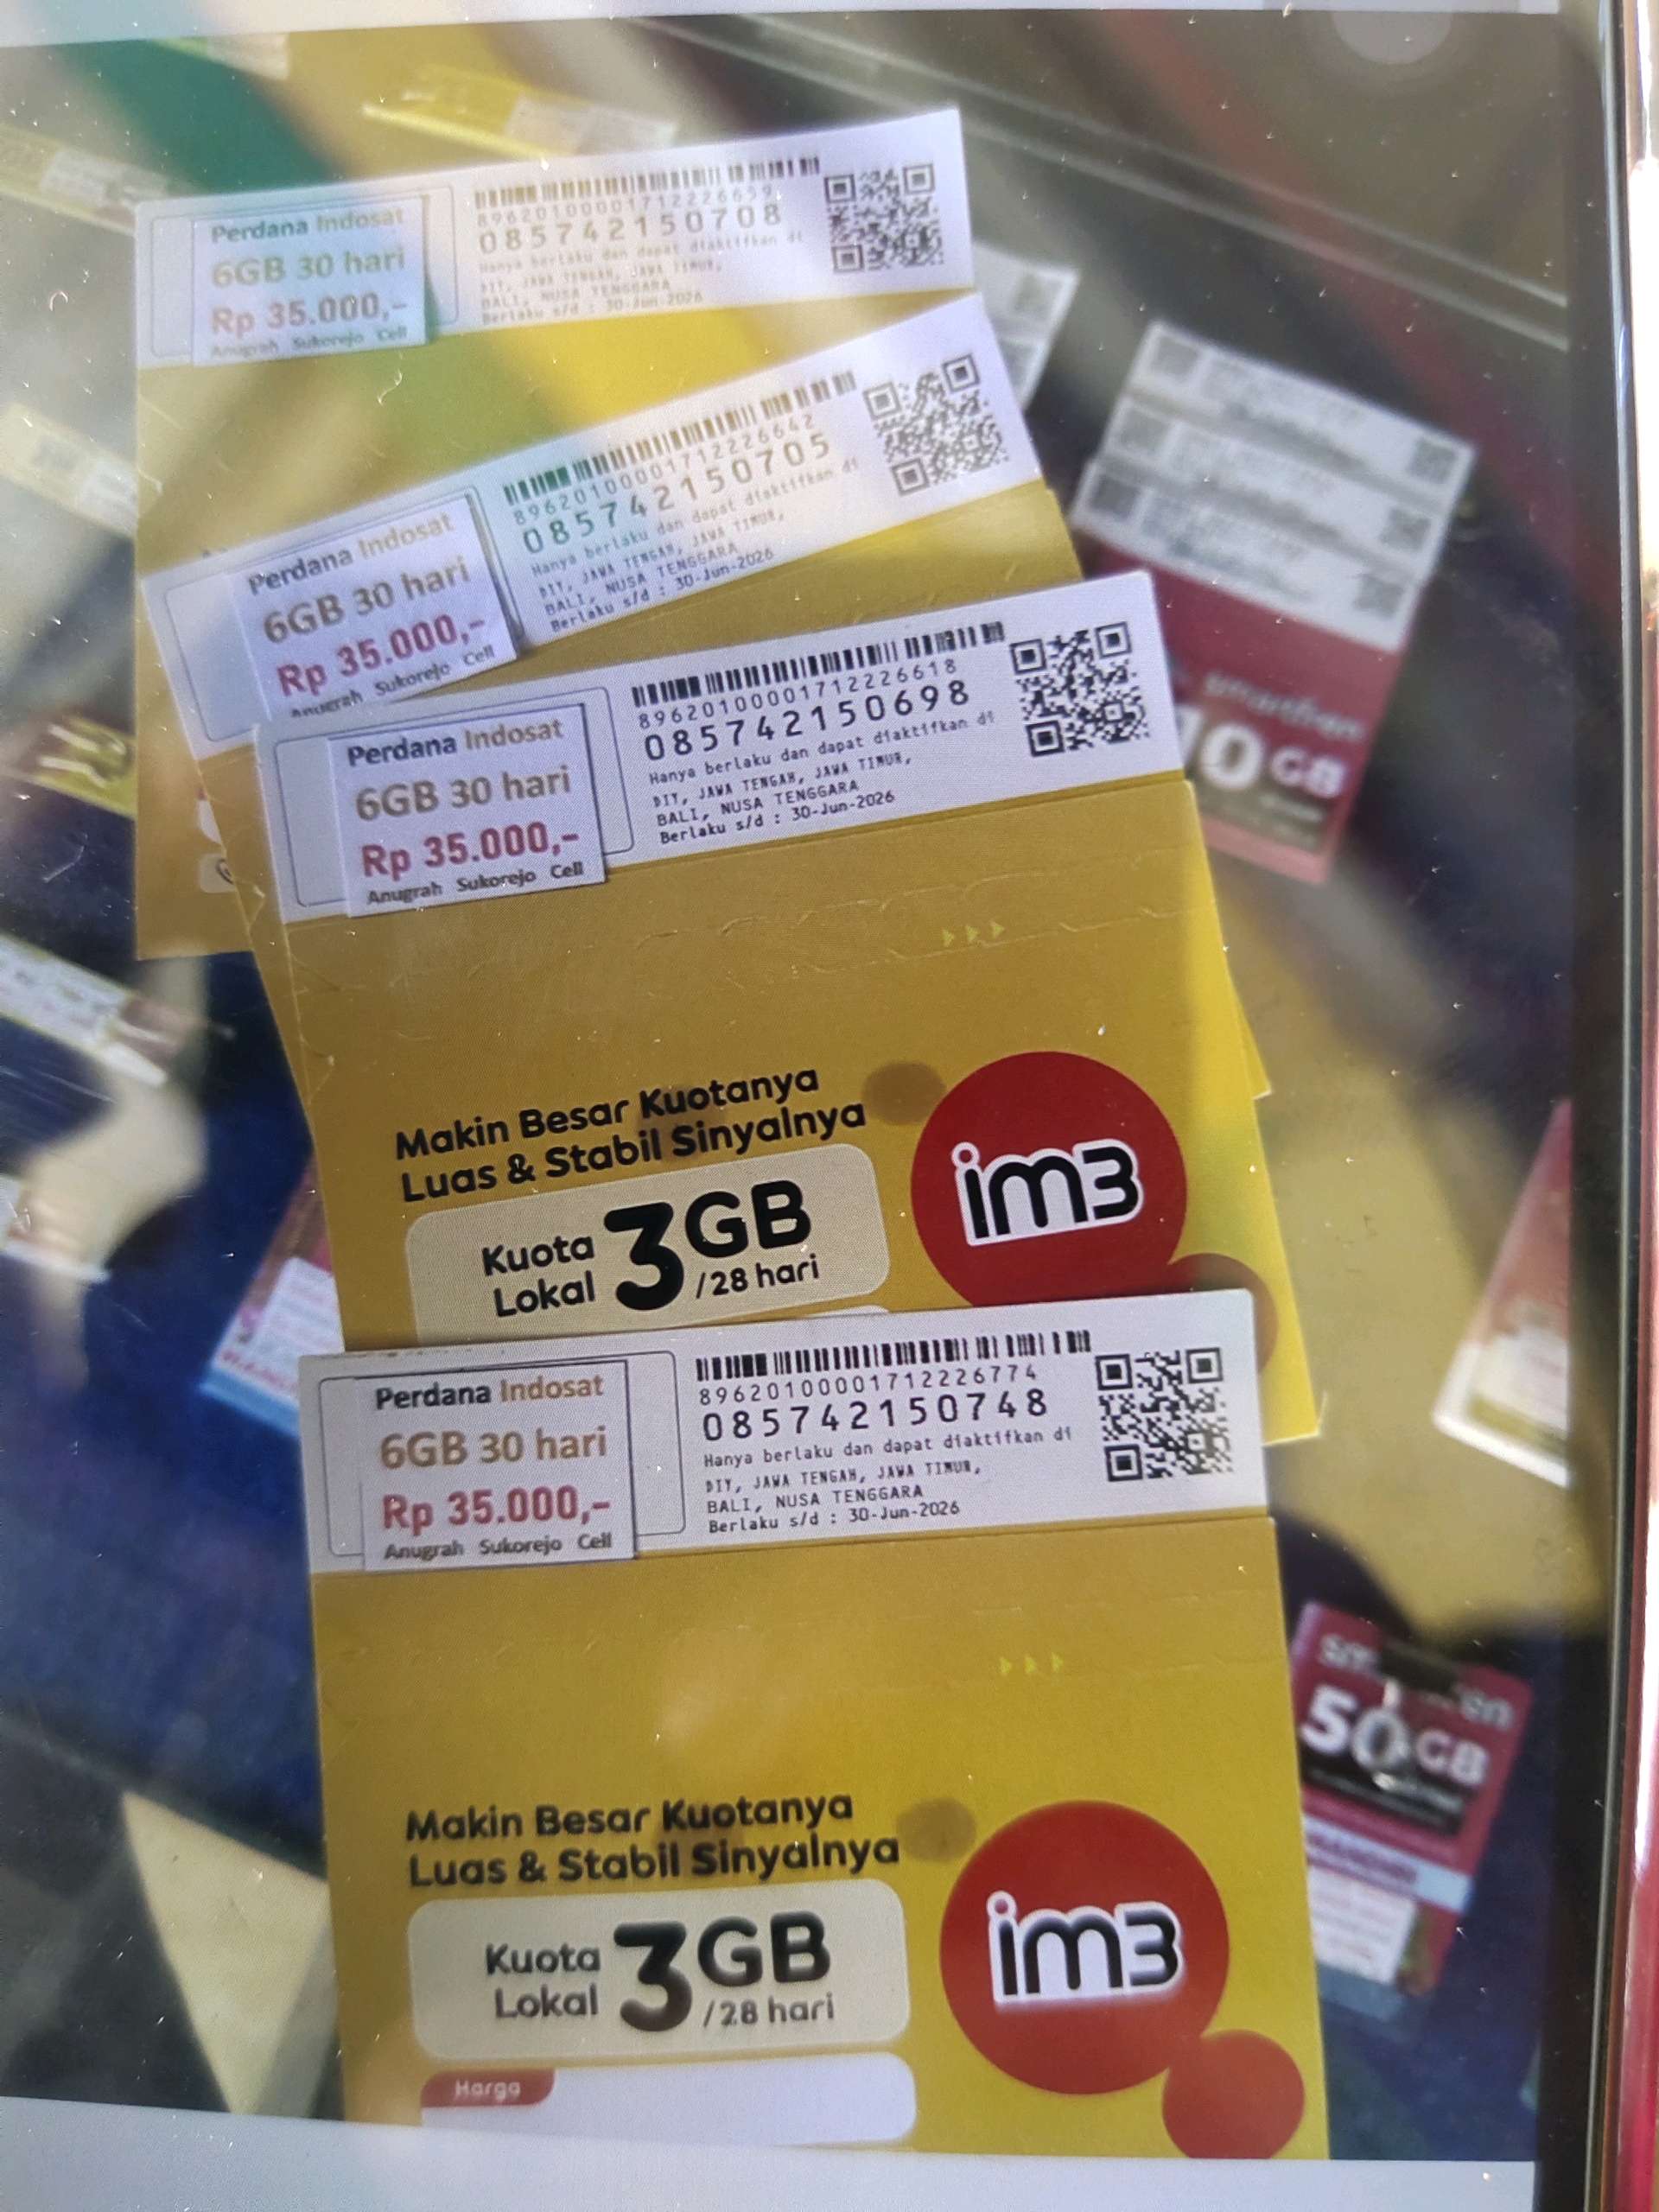 Perdana Indosat
6GB 30 hari
Rp 35.000,-
Anugrah Sukorejo Cell
085742150708
Hanya berlaku dan dapat diaktifkan di
DIY, JAWA TENGAH, JAWA TIMUR,
BALI, NUSA TENGGARA
Berlaku s/d : 30-Jun-2026
Perdana Indosat
6GB 30 hari
Rp 35.000,-
Anugrah Sukorejo Cell
89620100001712226642
085742150705
Hanya berlaku dan dapat diaktifkan di
DIY, JAWA TENGAH, JAWA TIMUR,
BALI, NUSA TENGGARA
Berlaku s/d : 30-Jun-2026
Perdana Indosat
6GB 30 hari
Rp 35.000,-
Anugrah Sukorejo Cell
89620100001712226618
085742150698
Hanya berlaku dan dapat diaktifkan di
DIY, JAWA TENGAH, JAWA TIMUR,
BALI, NUSA TENGGARA
Berlaku s/d : 30-Jun-2026
Makin Besar Kuotanya
Luas & Stabil Sinyalnya
Kuota
Lokal
3GB
/28 hari
im3
Perdana Indosat
6GB 30 hari
Rp 35.000,-
Anugrah Sukorejo Cell
89620100001712226774
085742150748
Hanya berlaku dan dapat diaktifkan di
DIY, JAWA TENGAH, JAWA TIMUR,
BALI, NUSA TENGGARA
Berlaku s/d : 30-Jun-2026
Makin Besar Kuotanya
Luas & Stabil Sinyalnya
Kuota
Lokal
3GB
/28 hari
im3
Harga
smartfren
10GB
50GB